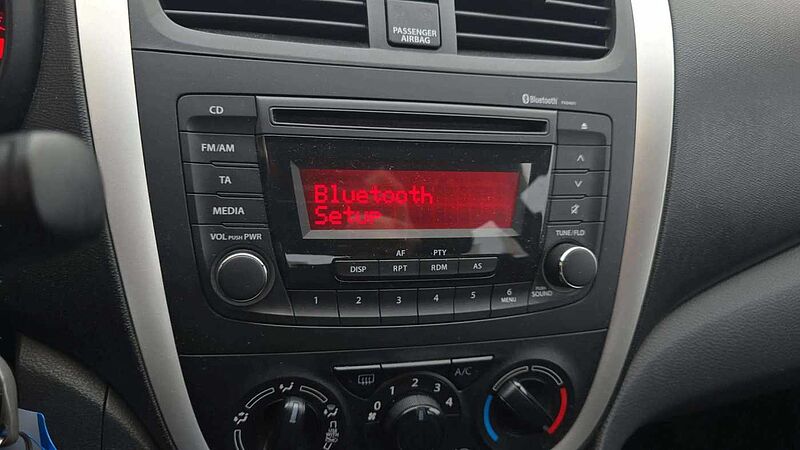 PASSENGER
AIRBAG
Bluetooth
CD
FM/AM
TA
MEDIA
VOL PUSH PWR
Bluetooth
Setup
TUNE/FLD
AF PTY
DISP RPT RDM AS
1 2 3 4 5 6
MENU
PUSH
SOUND
A/C
0 1 2 3 4